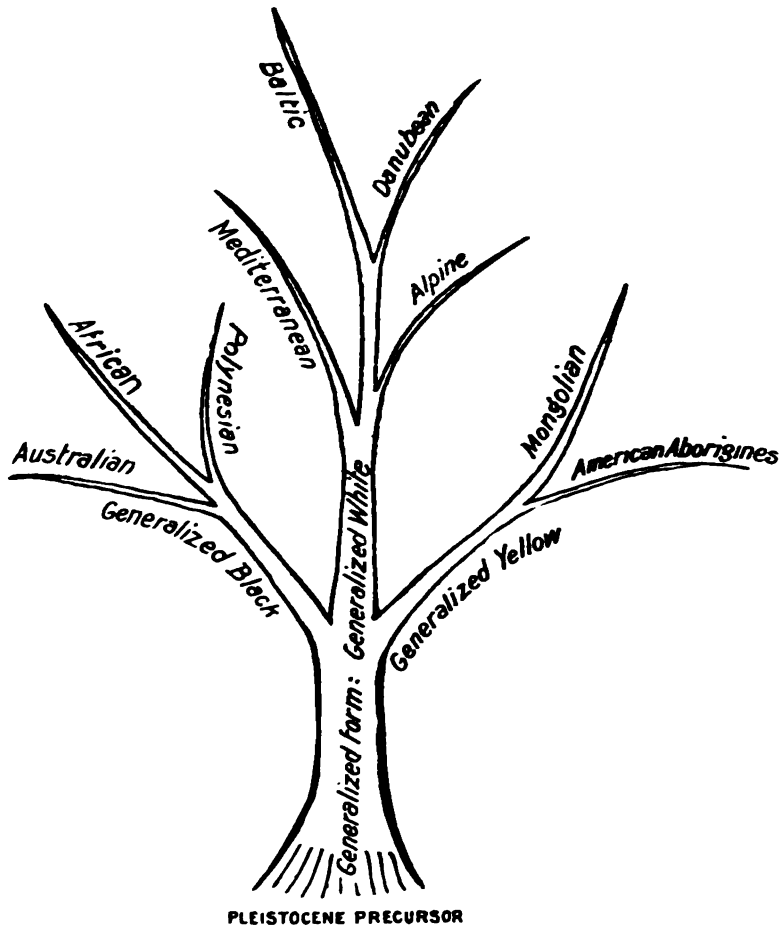 Baltic
Danubean
Mediterranean
Alpine
African
Polynesian
Mongolian
Australian
American Aborigines
Generalized Black
Generalized White
Generalized Yellow
Generalized Form:
PLEISTOCENE PRECURSOR